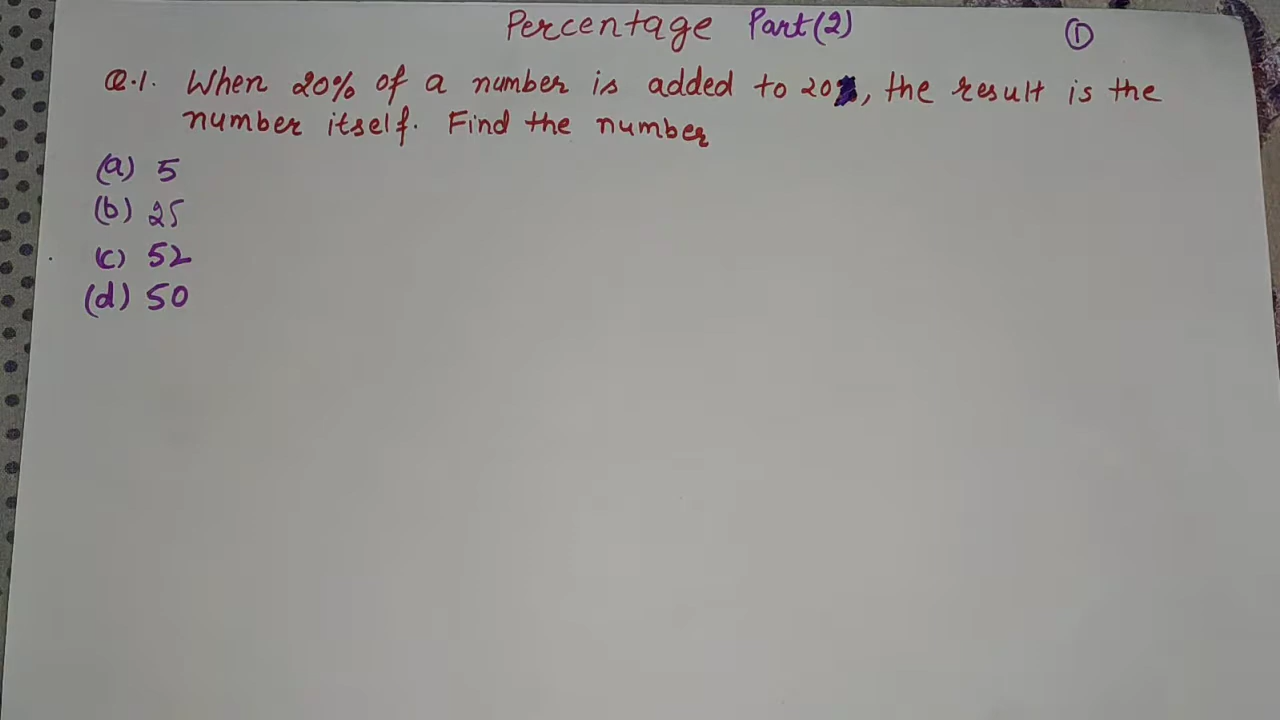 Percentage Part(2) ①
Q.1. When 20% of a number is added to 20, the result is the
number itself. Find the number
(a) 5
(b) 25
(c) 52
(d) 50